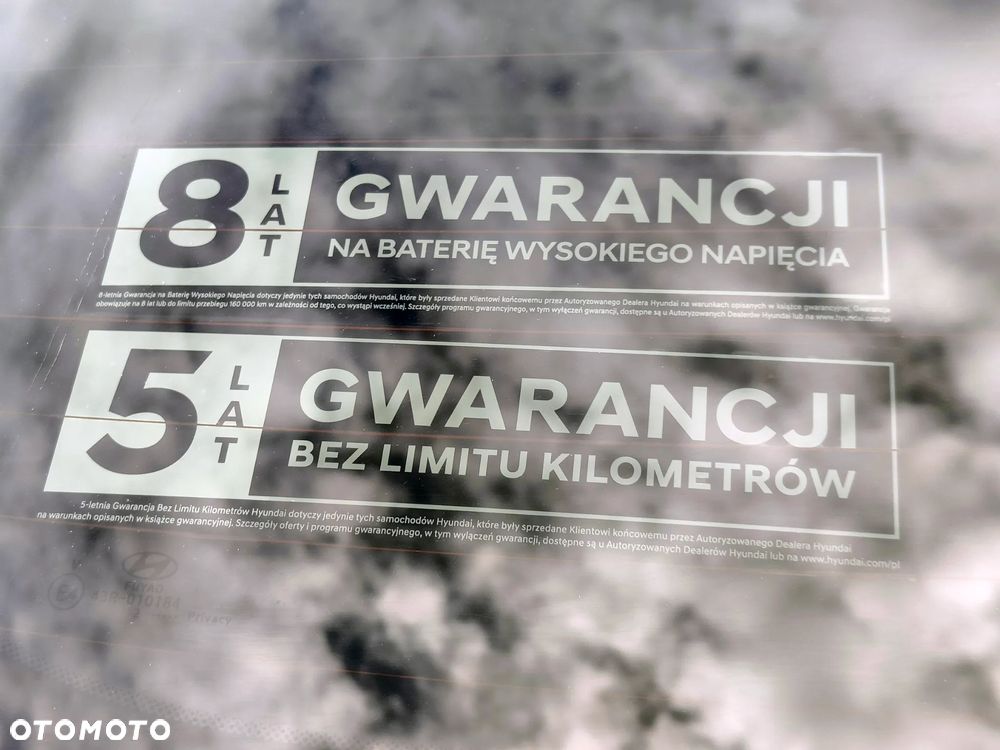 8 LAT
GWARANCJI
NA BATERIĘ WYSOKIEGO NAPIĘCIA
8-letnia Gwarancja na Baterię Wysokiego Napięcia dotyczy jedynie tych samochodów Hyundai, które były sprzedane Klientowi końcowemu przez Autoryzowanego Dealera Hyundai na warunkach opisanych w książce gwarancyjnej. Gwarancja
obowiązuje na 8 lat lub do limitu przebiegu 160 000 km w zależności od tego, co wystąpi wcześniej. Szczegóły programu gwarancyjnego, w tym wyłączeń gwarancji, dostępne są u Autoryzowanych Dealerów Hyundai lub na www.hyundai.com/pl
5 LAT
GWARANCJI
BEZ LIMITU KILOMETRÓW
5-letnia Gwarancja Bez Limitu Kilometrów Hyundai dotyczy jedynie tych samochodów Hyundai, które były sprzedane Klientowi końcowemu przez Autoryzowanego Dealera Hyundai
na warunkach opisanych w książce gwarancyjnej. Szczegóły oferty i programu gwarancyjnego, w tym wyłączeń gwarancji, dostępne są u Autoryzowanych Dealerów Hyundai lub na www.hyundai.com/pl
E4
43R-010184
Privacy
OTOMOTO